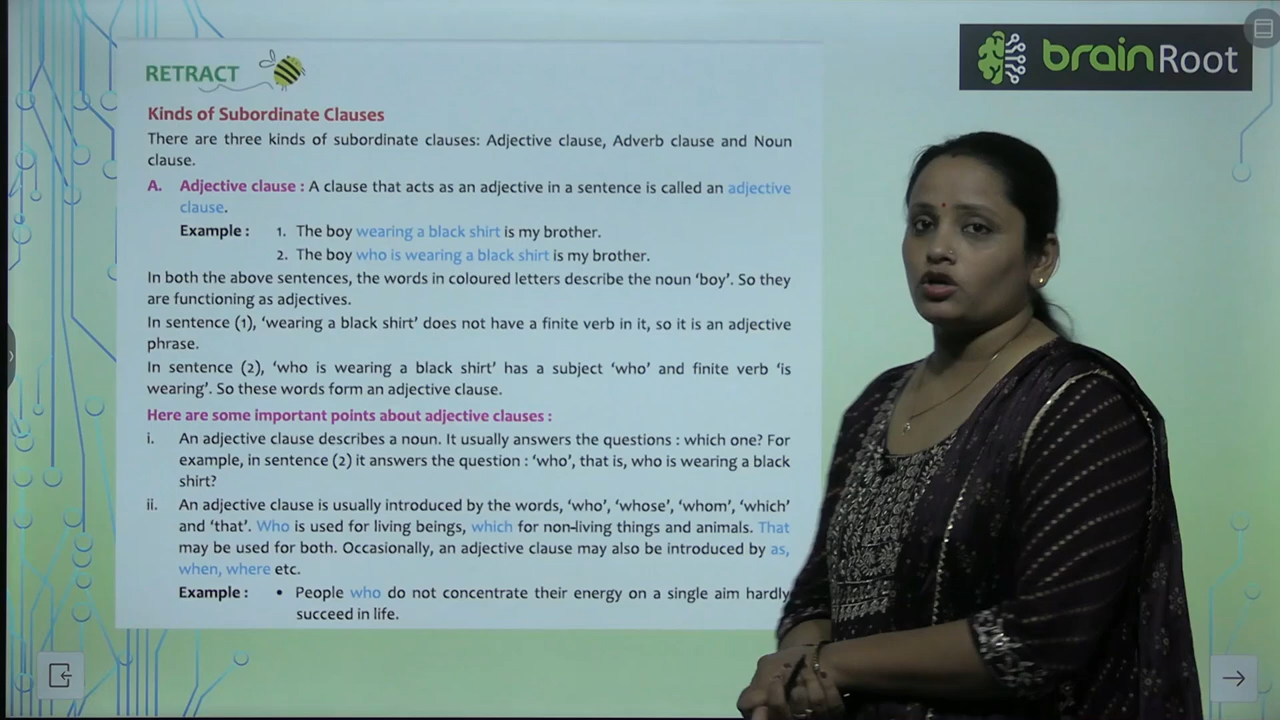 brainRoot
RETRACT
Kinds of Subordinate Clauses
There are three kinds of subordinate clauses: Adjective clause, Adverb clause and Noun
clause.
A. Adjective clause : A clause that acts as an adjective in a sentence is called an adjective
clause.
Example : 1. The boy wearing a black shirt is my brother.
2. The boy who is wearing a black shirt is my brother.
In both the above sentences, the words in coloured letters describe the noun ‘boy’. So they
are functioning as adjectives.
In sentence (1), ‘wearing a black shirt’ does not have a finite verb in it, so it is an adjective
phrase.
In sentence (2), ‘who is wearing a black shirt’ has a subject ‘who’ and finite verb ‘is
wearing’. So these words form an adjective clause.
Here are some important points about adjective clauses :
i. An adjective clause describes a noun. It usually answers the questions : which one? For
example, in sentence (2) it answers the question : ‘who’, that is, who is wearing a black
shirt?
ii. An adjective clause is usually introduced by the words, ‘who’, ‘whose’, ‘whom’, ‘which’
and ‘that’. Who is used for living beings, which for non-living things and animals. That
may be used for both. Occasionally, an adjective clause may also be introduced by as,
when, where etc.
Example : • People who do not concentrate their energy on a single aim hardly
succeed in life.